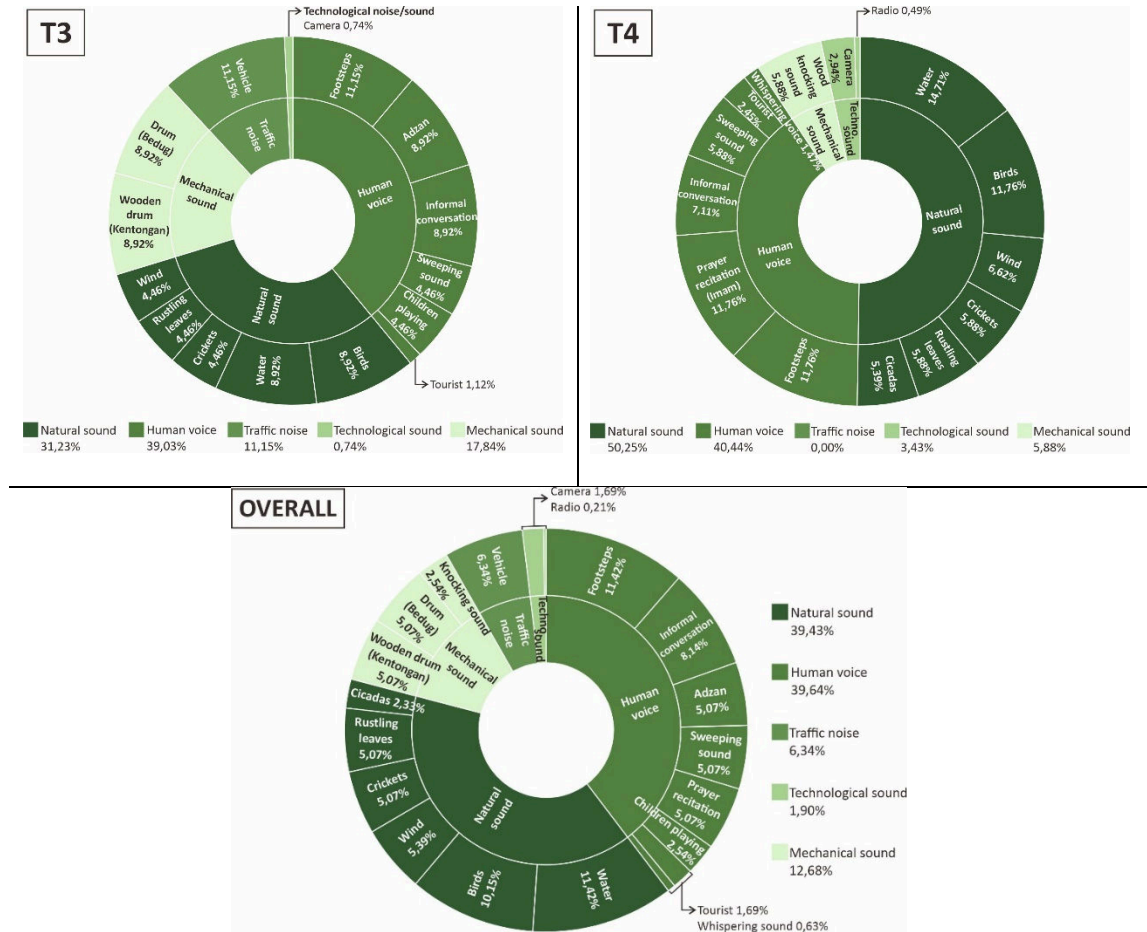 T3
Technological noise/sound
Camera 0,74%
Footsteps
11,15%
Adzan
8,92%
Informal
conversation
8,92%
Sweeping
sound
4,46%
Children
playing
4,46%
Tourist 1,12%
Birds
8,92%
Water
8,92%
Crickets
4,46%
Rustling
leaves
4,46%
Wind
4,46%
Wooden
drum
(Kentongan)
8,92%
Drum
(Bedug)
8,92%
Vehicle
11,15%
Human
voice
Natural
sound
Mechanical
sound
Traffic
noise
Natural sound
31,23%
Human voice
39,03%
Traffic noise
11,15%
Technological sound
0,74%
Mechanical sound
17,84%
T4
Radio 0,49%
Water
14,71%
Birds
11,76%
Wind
6,62%
Crickets
5,88%
Rustling
leaves
5,88%
Cicadas
5,39%
Footsteps
11,76%
Prayer
recitation
(Imam)
11,76%
Informal
conversation
7,11%
Sweeping
sound
5,88%
Tourist
2,45%
Whispering voice 1,47%
Wood
knocking
sound
5,88%
Camera
2,94%
Natural
sound
Human
voice
Mechanical
sound
Techno.
sound
Natural sound
50,25%
Human voice
40,44%
Traffic noise
0,00%
Technological sound
3,43%
Mechanical sound
5,88%
OVERALL
Camera 1,69%
Radio 0,21%
Footsteps
11,42%
Informal
conversation
8,14%
Adzan
5,07%
Sweeping
sound
5,07%
Prayer
recitation
5,07%
Children playing
2,54%
Tourist 1,69%
Whispering sound 0,63%
Water
11,42%
Birds
10,15%
Wind
5,39%
Crickets
5,07%
Rustling
leaves
5,07%
Cicadas 2,33%
Wooden drum
(Kentongan)
5,07%
Drum
(Bedug)
5,07%
Knocking sound
2,54%
Vehicle
6,34%
Human
voice
Natural
sound
Mechanical
sound
Traffic
noise
Techno.
sound
Natural sound
39,43%
Human voice
39,64%
Traffic noise
6,34%
Technological sound
1,90%
Mechanical sound
12,68%